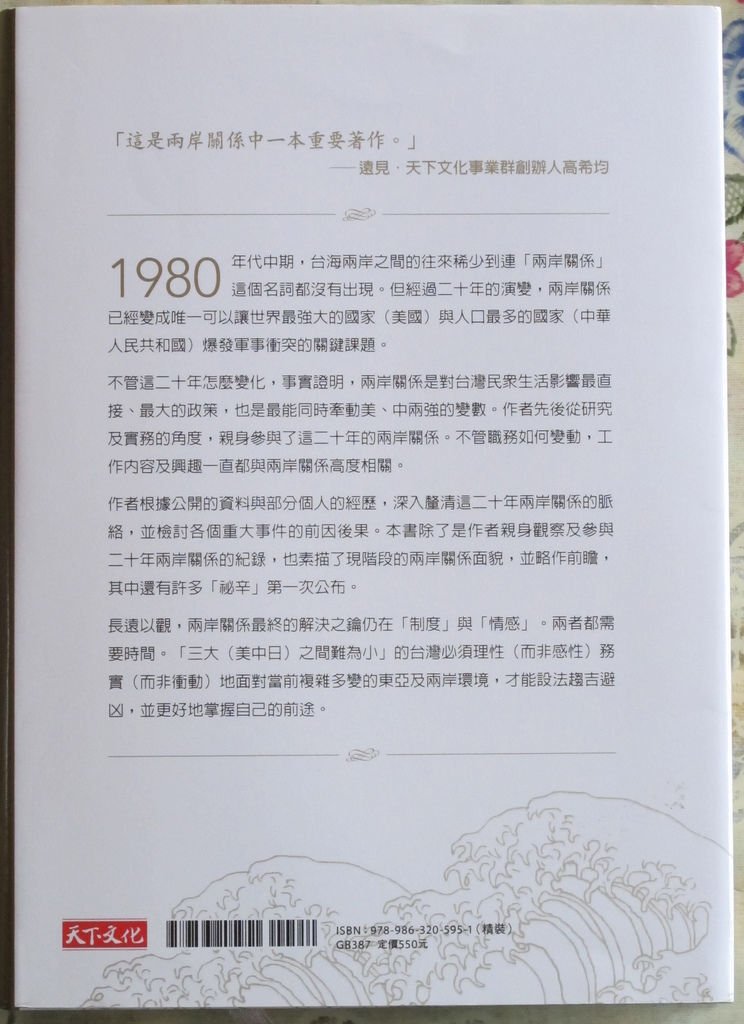 「這是兩岸關係中一本重要著作。」
——遠見‧天下文化事業群創辦人高希均
1980年代中期，台海兩岸之間的往來稀少到連「兩岸關係」
這個名詞都沒有出現。但經過二十年的演變，兩岸關係
已經變成唯一可以讓世界最強大的國家（美國）與人口最多的國家（中華
人民共和國）爆發軍事衝突的關鍵課題。
不管這二十年怎麼變化，事實證明，兩岸關係是對台灣民眾生活影響最直
接、最大的政策，也是最能同時牽動美、中兩強的變數。作者先後從研究
及實務的角度，親身參與了這二十年的兩岸關係。不管職務如何變動，工
作內容及興趣一直都與兩岸關係高度相關。
作者根據公開的資料與部分個人的經歷，深入釐清這二十年兩岸關係的脈
絡，並檢討各個重大事件的前因後果。本書除了是作者親身觀察及參與
二十年兩岸關係的紀錄，也素描了現階段的兩岸關係面貌，並略作前瞻，
其中還有許多「祕辛」第一次公布。
長遠以觀，兩岸關係最終的解決之鑰仍在「制度」與「情感」。兩者都需
要時間。「三大（美中日）之間難為小」的台灣必須理性（而非感性）務
實（而非衝動）地面對當前複雜多變的東亞及兩岸環境，才能設法趨吉避
凶，並更好地掌握自己的前途。
天下文化
ISBN：978-986-320-595-1（精裝）
GB387 定價550元